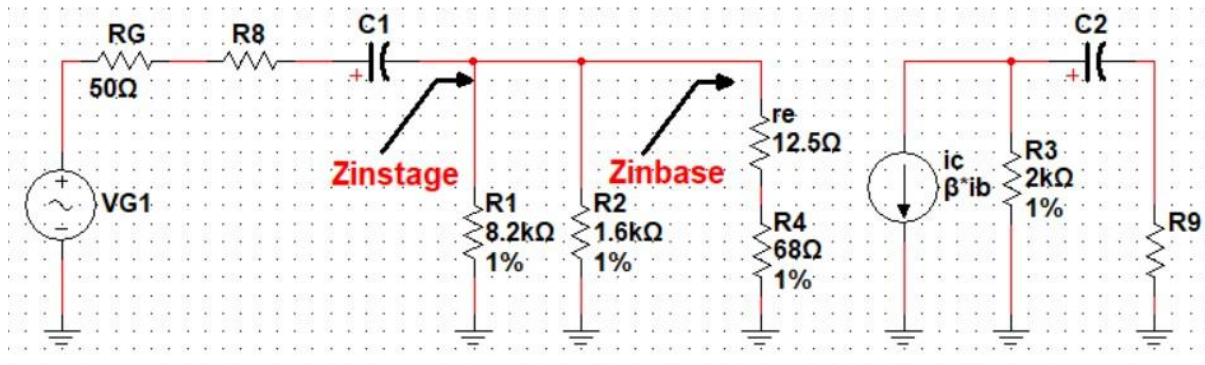 RG
50Ω
R8
C1
+
Zinstage
Zinbase
re
12.5Ω
VG1
+
R1
8.2kΩ
1%
R2
1.6kΩ
1%
R4
68Ω
1%
ic
β*ib
R3
2kΩ
1%
C2
+
R9